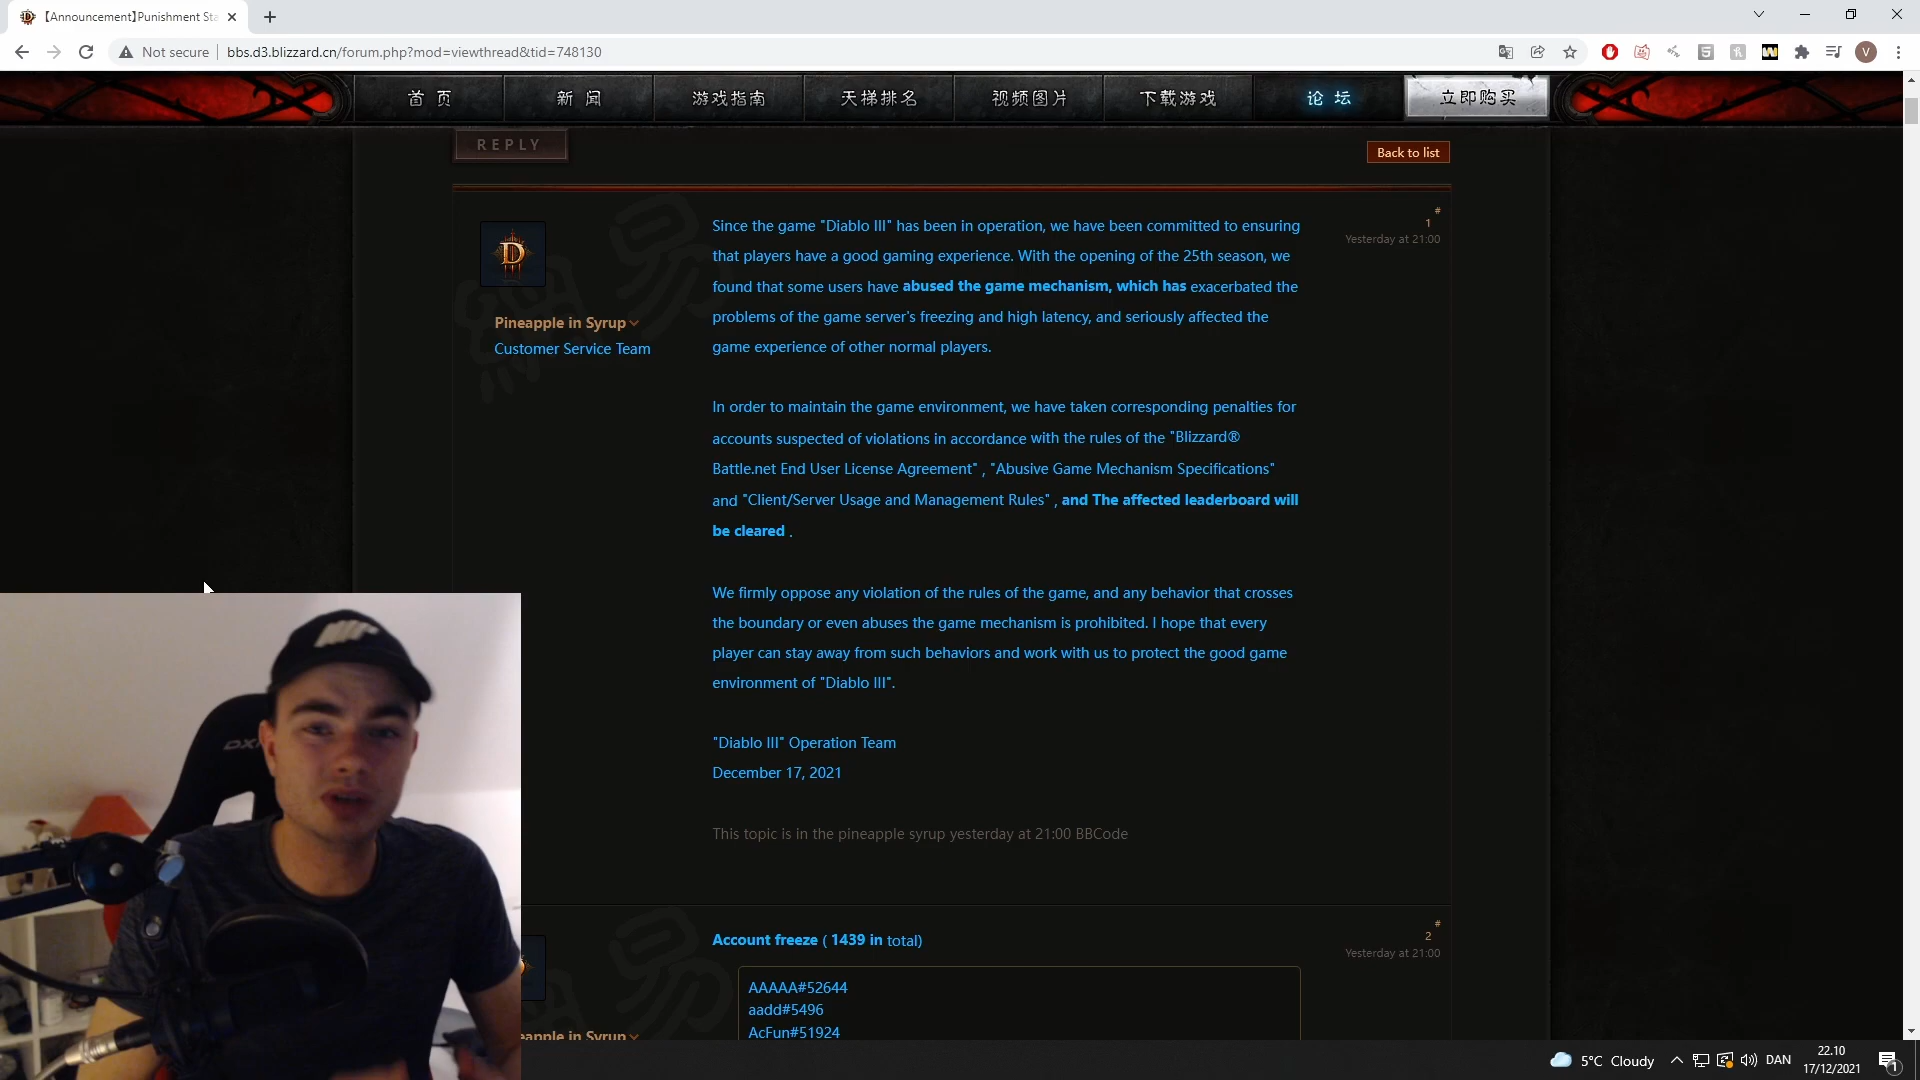 【Announcement】Punishment Sta
Not secure
bbs.d3.blizzard.cn/forum.php?mod=viewthread&tid=748130
V
首 页
新 闻
游戏指南
天梯排名
视频图片
下载游戏
论 坛
立即购买
REPLY
Back to list
Pineapple in Syrup
Customer Service Team
#
1
Yesterday at 21:00
Since the game "Diablo III" has been in operation, we have been committed to ensuring
that players have a good gaming experience. With the opening of the 25th season, we
found that some users have abused the game mechanism, which has exacerbated the
problems of the game server's freezing and high latency, and seriously affected the
game experience of other normal players.
In order to maintain the game environment, we have taken corresponding penalties for
accounts suspected of violations in accordance with the rules of the "Blizzard®
Battle.net End User License Agreement" , "Abusive Game Mechanism Specifications"
and "Client/Server Usage and Management Rules" , and The affected leaderboard will
be cleared .
We firmly oppose any violation of the rules of the game, and any behavior that crosses
the boundary or even abuses the game mechanism is prohibited. I hope that every
player can stay away from such behaviors and work with us to protect the good game
environment of "Diablo III".
"Diablo III" Operation Team
December 17, 2021
This topic is in the pineapple syrup yesterday at 21:00 BBCode
Account freeze ( 1439 in total)
#
2
Yesterday at 21:00
AAAAA#52644
aadd#5496
AcFun#51924
eapple in Syrup
5°C Cloudy
DAN
22.10
17/12/2021
1